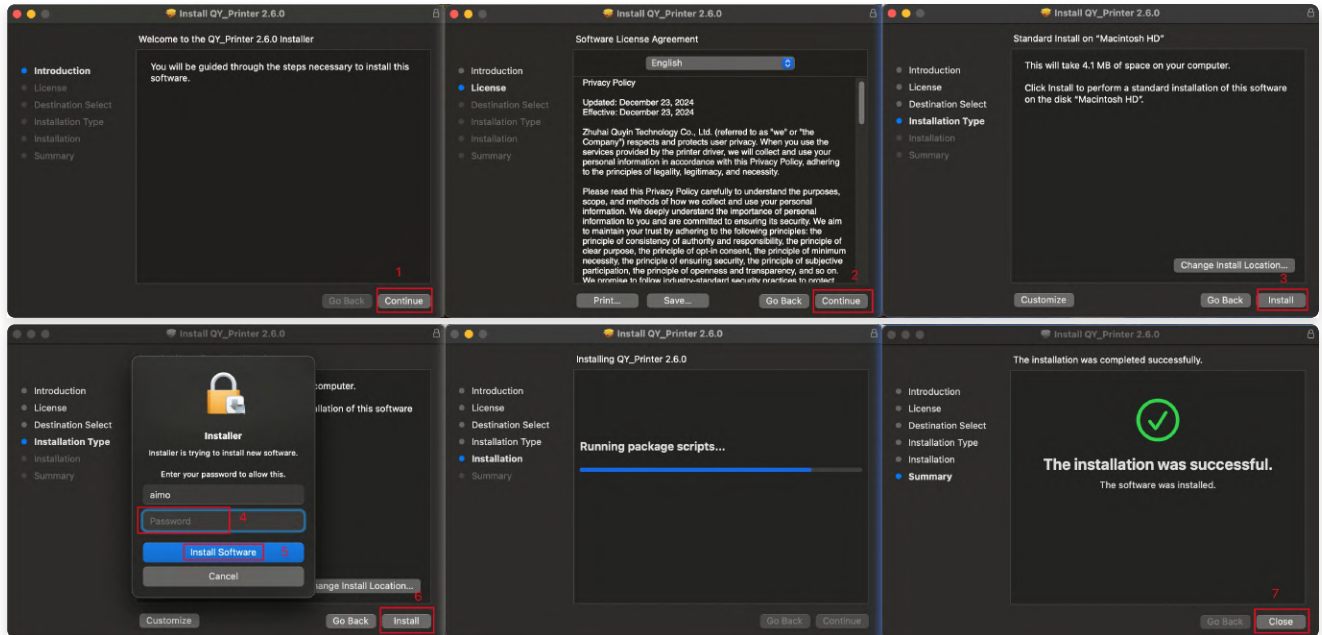 Install QY_Printer 2.6.0
Welcome to the QY_Printer 2.6.0 Installer
Introduction
License
Destination Select
Installation Type
Installation
Summary
You will be guided through the steps necessary to install this
software.
1
Go Back
Continue
Install QY_Printer 2.6.0
Software License Agreement
English
Introduction
License
Destination Select
Installation Type
Installation
Summary
Privacy Policy
Updated: December 23, 2024
Effective: December 23, 2024
Zhuhai Quyin Technology Co., Ltd. (referred to as "we" or "the
Company") respects and protects user privacy. When you use the
services provided by the printer driver, we will collect and use your
personal information in accordance with this Privacy Policy, adhering
to the principles of legality, legitimacy, and necessity.
Please read this Privacy Policy carefully to understand the purposes,
scope, and methods of how we collect and use your personal
information. We deeply understand the importance of personal
information to you and are committed to ensuring its security. We aim
to maintain your trust by adhering to the following principles: the
principle of consistency of authority and responsibility, the principle of
clear purpose, the principle of opt-in consent, the principle of minimum
necessity, the principle of ensuring security, the principle of subjective
participation, the principle of openness and transparency, and so on.
We promise to follow industry-standard security practices to protect
2
Print...
Save...
Go Back
Continue
Install QY_Printer 2.6.0
Standard Install on "Macintosh HD"
Introduction
License
Destination Select
Installation Type
Installation
Summary
This will take 4.1 MB of space on your computer.
Click Install to perform a standard installation of this software
on the disk "Macintosh HD".
Change Install Location...
3
Customize
Go Back
Install
Install QY_Printer 2.6.0
Introduction
License
Destination Select
Installation Type
Installation
Summary
computer.
llation of this software
Installer
Installer is trying to install new software.
Enter your password to allow this.
aimo
Password
4
Install Software
5
Cancel
hange Install Location...
6
Customize
Go Back
Install
Install QY_Printer 2.6.0
Installing QY_Printer 2.6.0
Introduction
License
Destination Select
Installation Type
Installation
Summary
Running package scripts...
Go Back
Continue
Install QY_Printer 2.6.0
The installation was completed successfully.
Introduction
License
Destination Select
Installation Type
Installation
Summary
The installation was successful.
The software was installed.
7
Go Back
Close